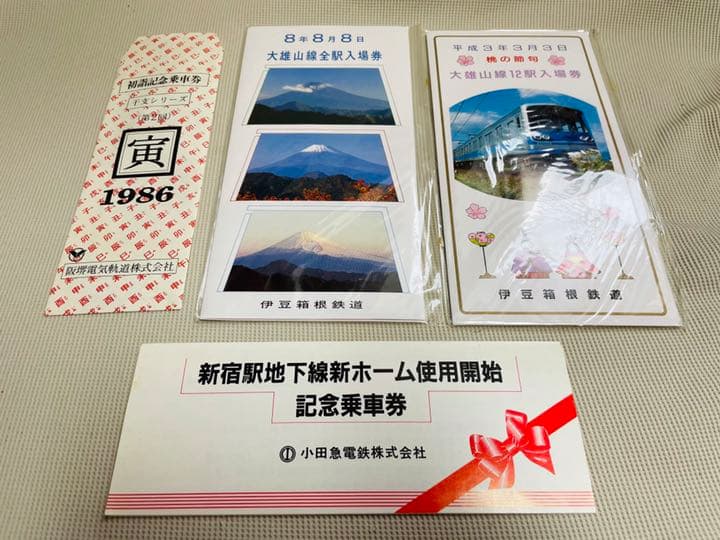 初詣記念乗車券
干支シリーズ
(第2回)
寅
1986
阪堺電気軌道株式会社
8年8月8日
大雄山線全駅入場券
伊豆箱根鉄道
平成3年3月3日
桃の節句
大雄山線12駅入場券
伊豆箱根鉄道
新宿駅地下線新ホーム使用開始
記念乗車券
小田急電鉄株式会社